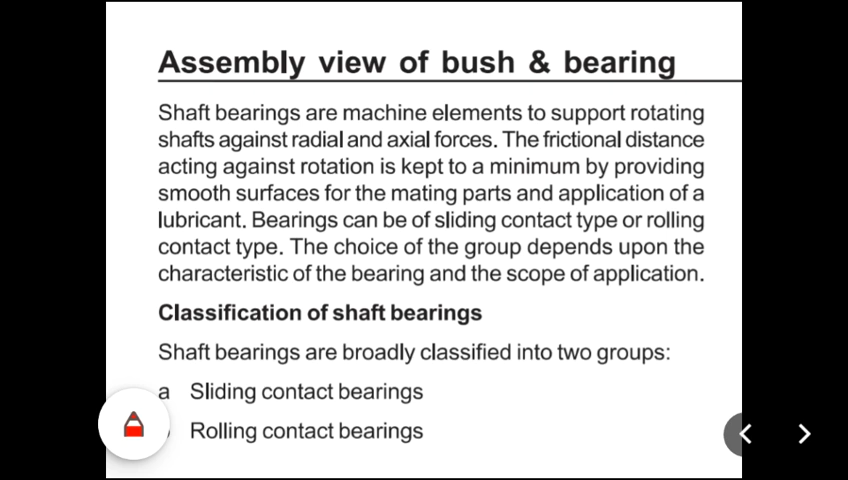 Assembly view of bush & bearing
Shaft bearings are machine elements to support rotating
shafts against radial and axial forces. The frictional distance
acting against rotation is kept to a minimum by providing
smooth surfaces for the mating parts and application of a
lubricant. Bearings can be of sliding contact type or rolling
contact type. The choice of the group depends upon the
characteristic of the bearing and the scope of application.
Classification of shaft bearings
Shaft bearings are broadly classified into two groups:
a Sliding contact bearings
Rolling contact bearings